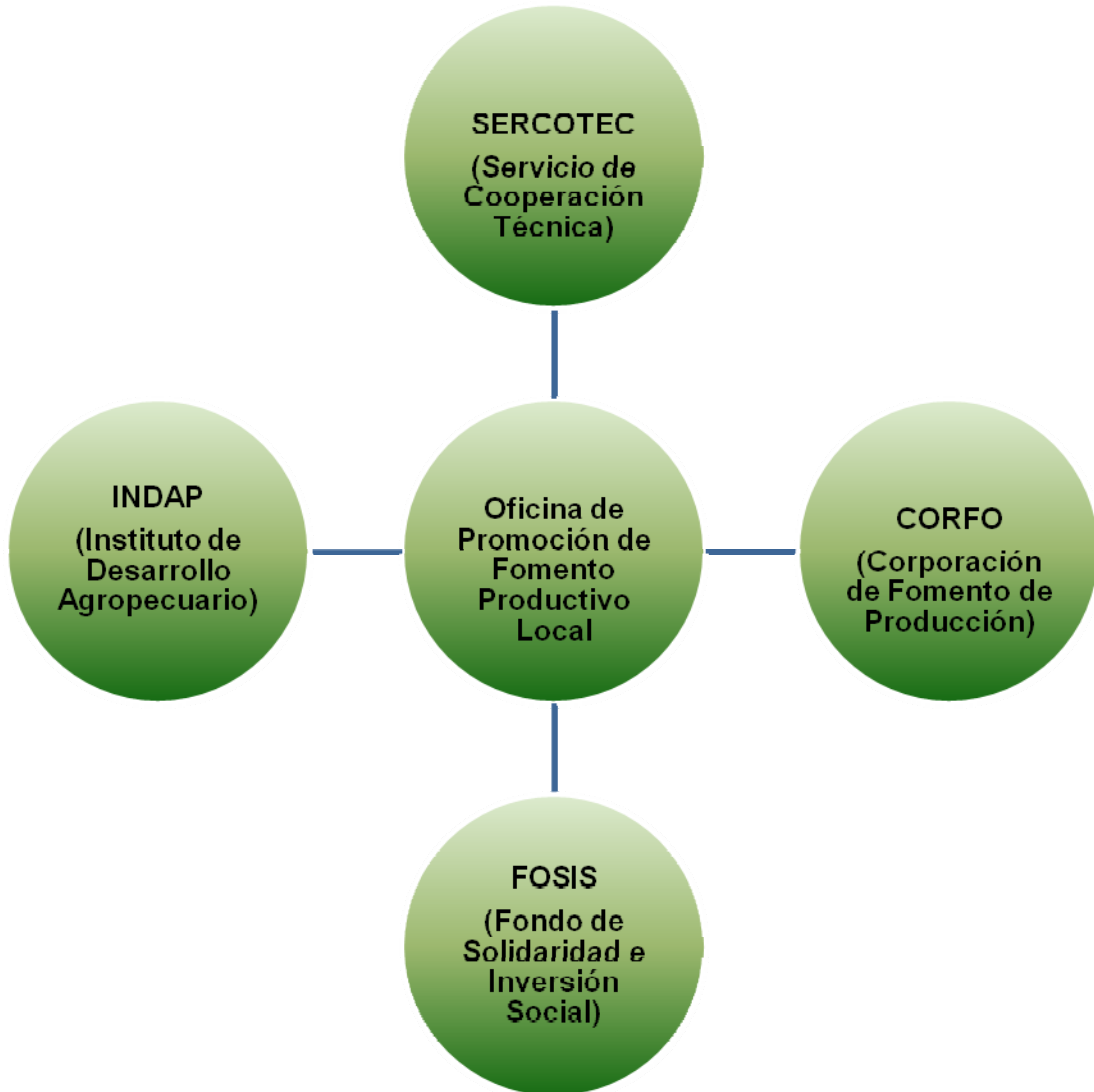 SERCOTEC
(Servicio de
Cooperación
Técnica)
INDAP
(Instituto de
Desarrollo
Agropecuario)
Oficina de
Promoción de
Fomento
Productivo
Local
CORFO
(Corporación
de Fomento de
Producción)
FOSIS
(Fondo de
Solidaridad e
Inversión
Social)